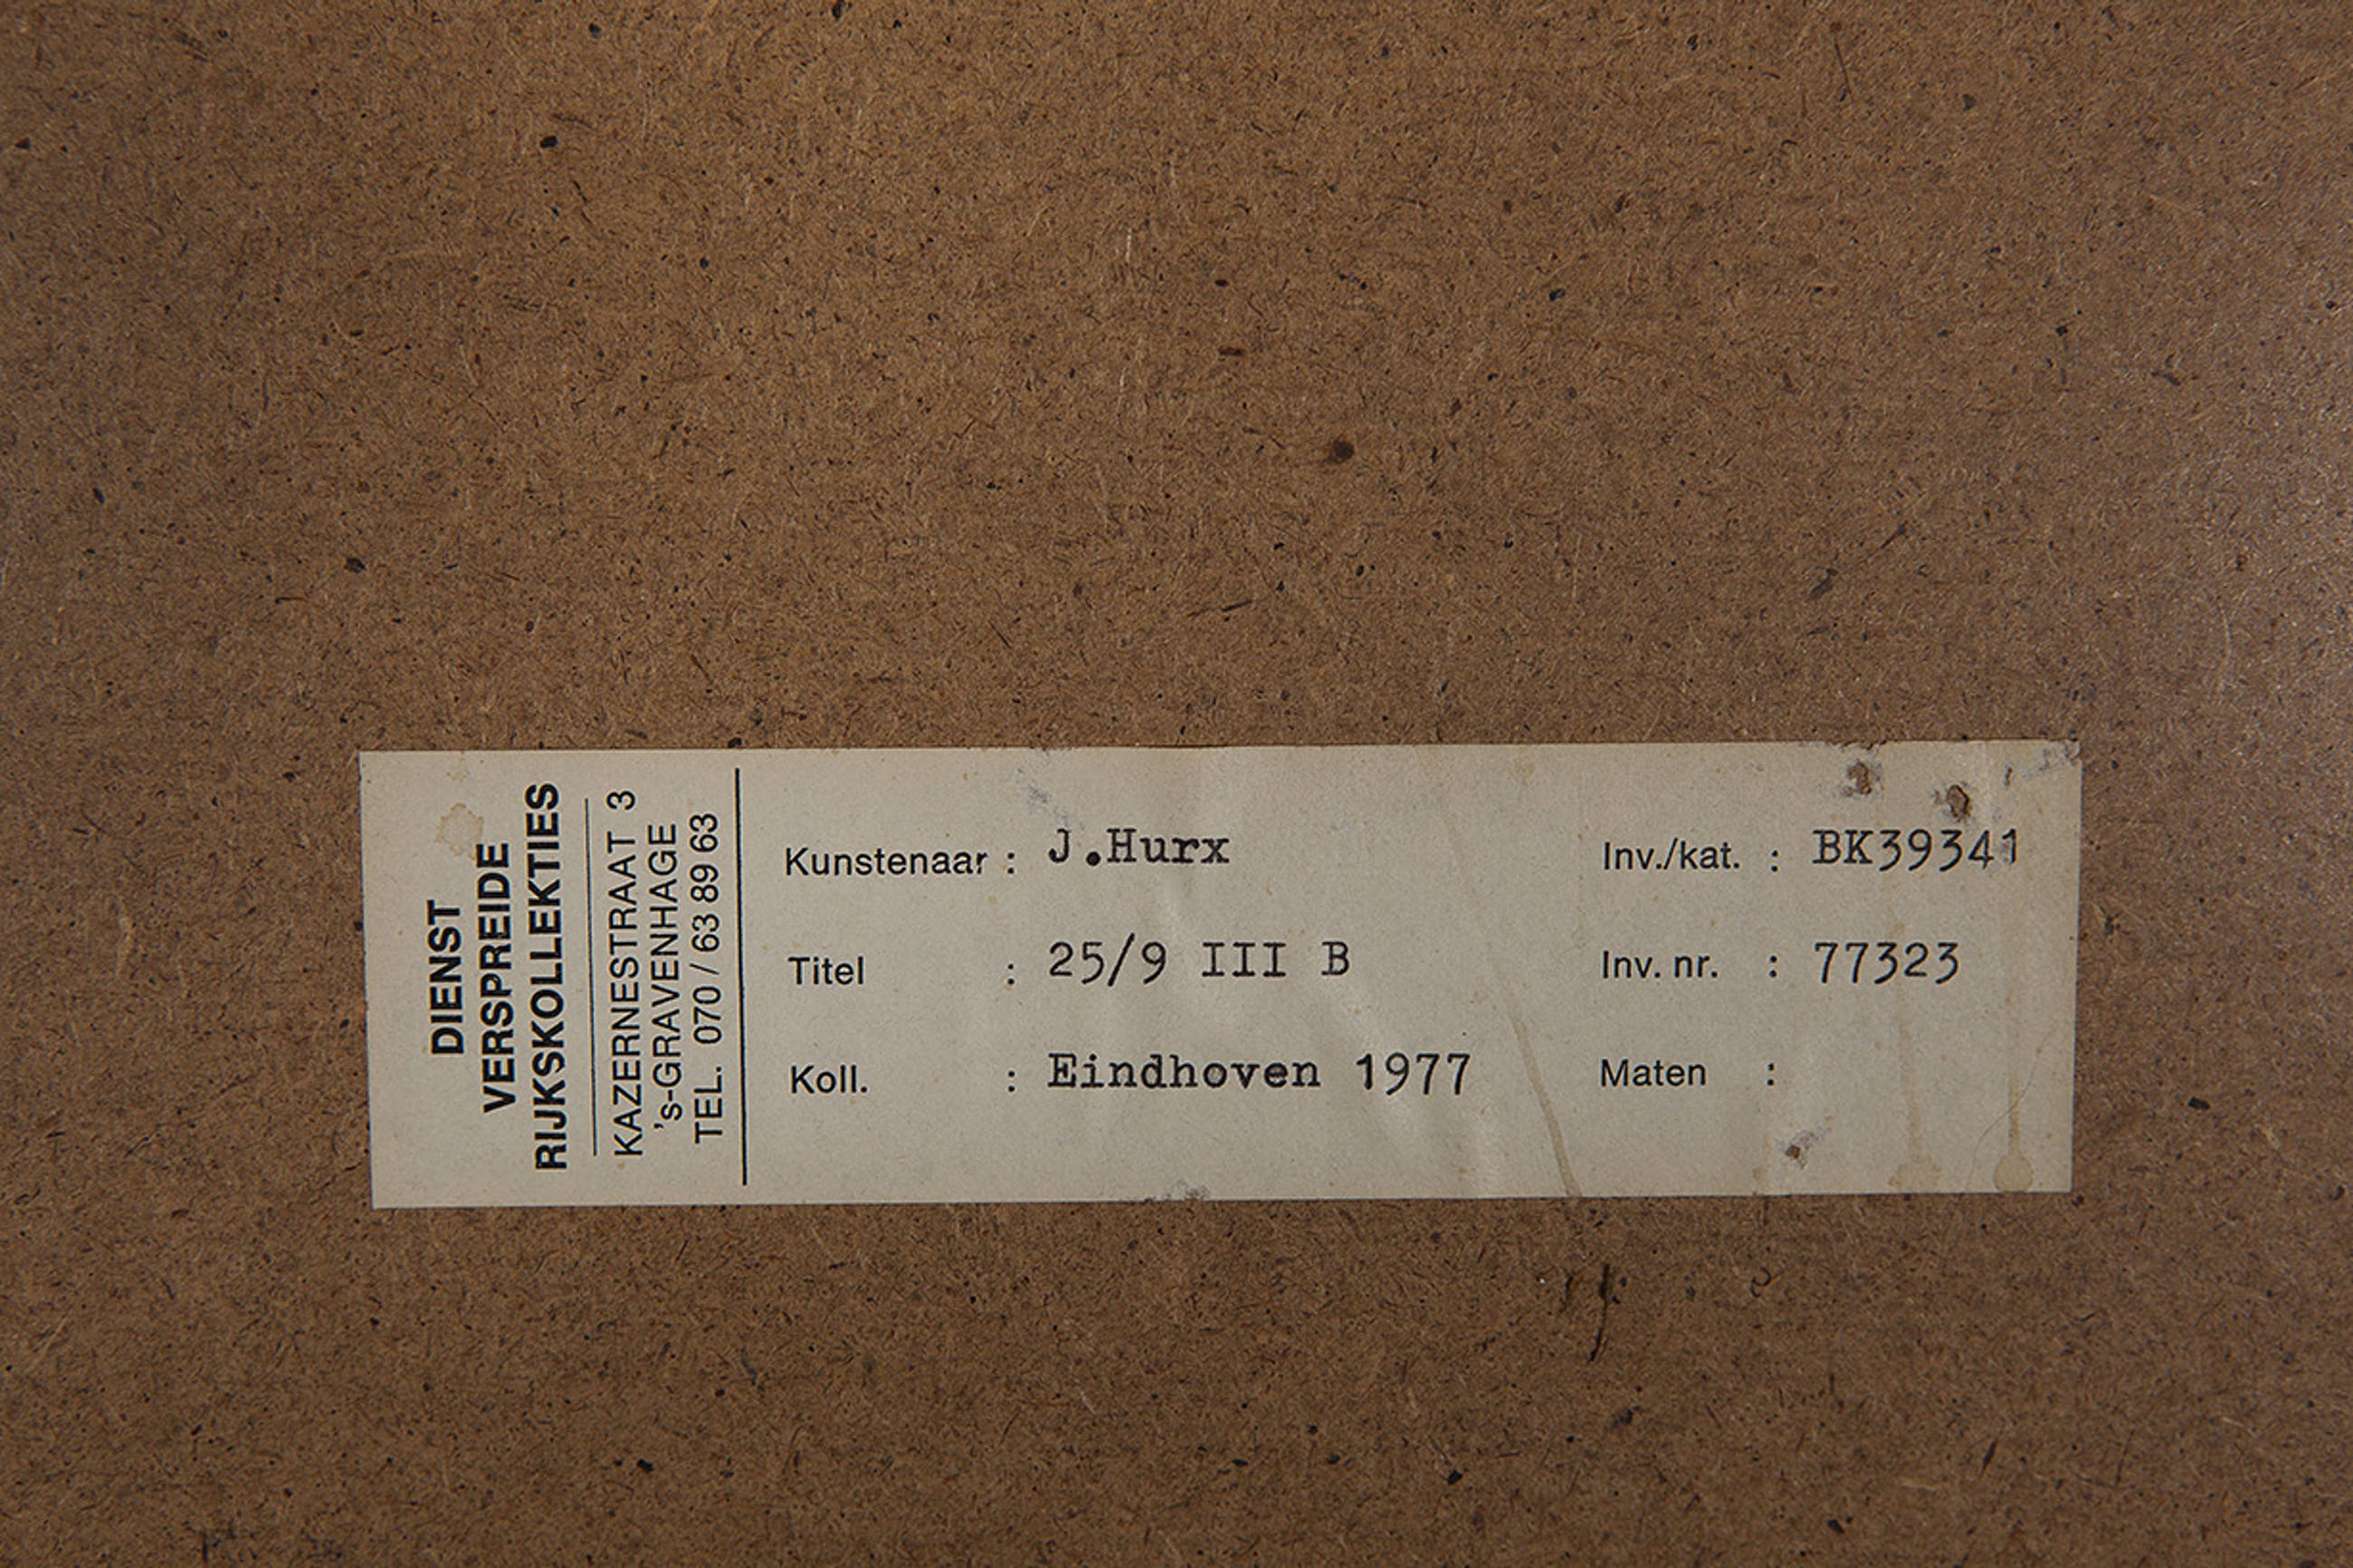 DIENST
VERSPREIDE
RIJKSKOLLEKTIES
KAZERNESTRAAT 3
's-GRAVENHAGE
TEL. 070 / 63 89 63
Kunstenaar : J.Hurx
Titel : 25/9 III B
Koll. : Eindhoven 1977
Inv./kat. : BK39341
Inv. nr. : 77323
Maten :